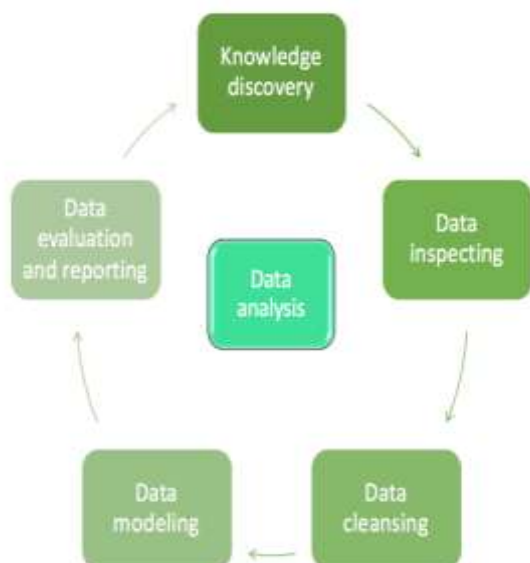 Knowledge
discovery
Data
inspecting
Data
cleansing
Data
modeling
Data
evaluation
and reporting
Data
analysis